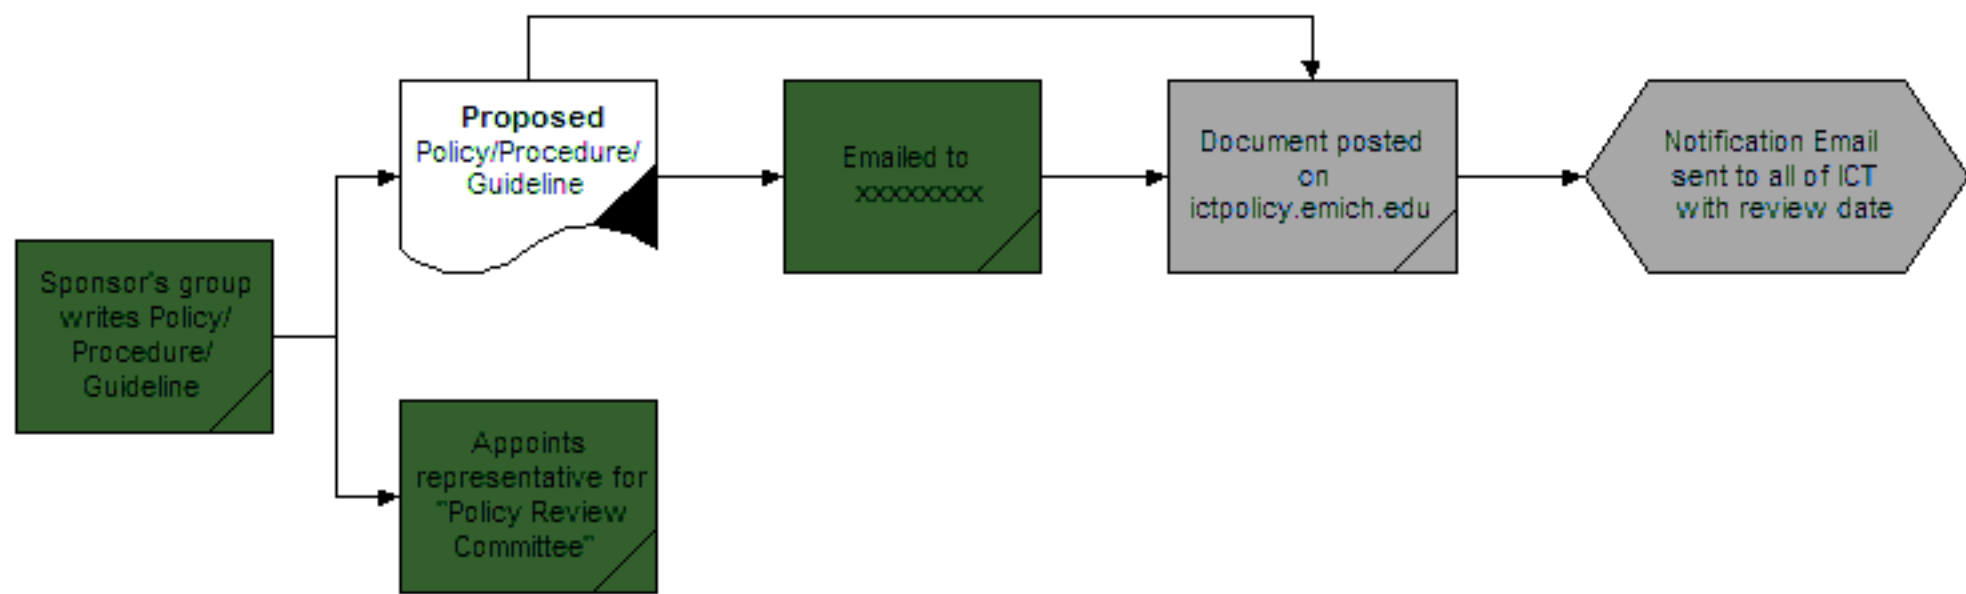 Proposed
Policy/Procedure/
Guideline
Emailed to
xxxxxxxxx
Document posted
on
ictpolicy.emich.edu
Notification Email
sent to all of ICT
with review date
Sponsor's group
writes Policy/
Procedure/
Guideline
Appoints
representative for
"Policy Review
Committee"